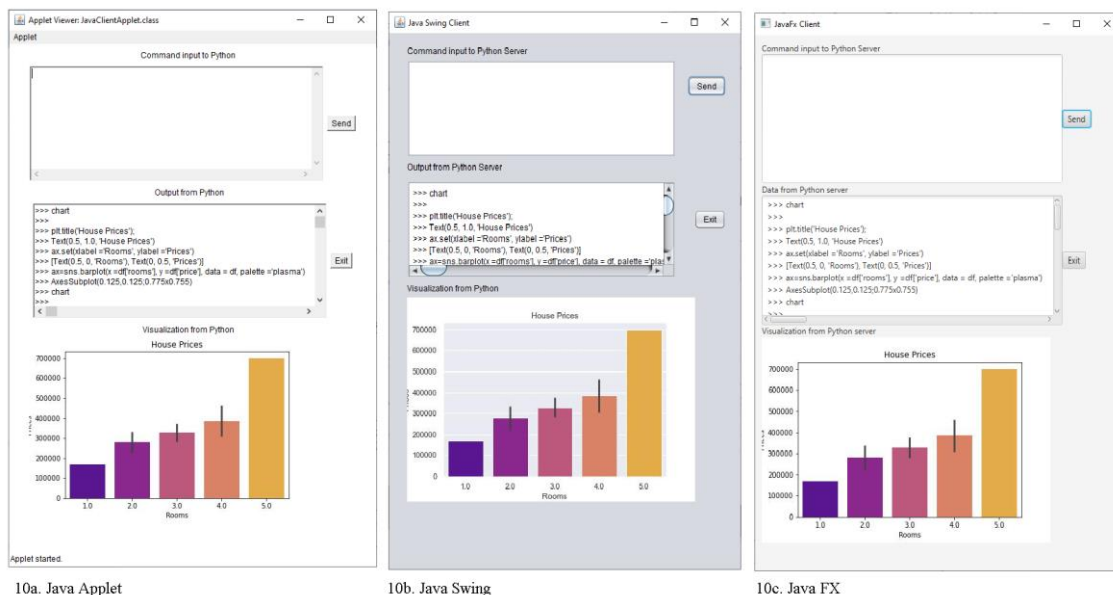 Applet Viewer: JavaClientApplet.class
Applet
Command input to Python
Send
Output from Python
>>> chart
>>>
>>> plt.title('House Prices');
>>> Text(0.5, 1.0, 'House Prices')
>>> ax.set(xlabel ='Rooms', ylabel ='Prices')
>>> [Text(0.5, 0, 'Rooms'), Text(0, 0.5, 'Prices')]
>>> ax=sns.barplot(x =df['rooms'], y =df['price'], data = df, palette ='plasma')
>>> AxesSubplot(0.125,0.125;0.775x0.755)
>>> chart
>>>
Exit
Visualization from Python
House Prices
700000
600000
500000
400000
300000
200000
100000
0
1.0 2.0 3.0 4.0 5.0
Rooms
Applet started.
10a. Java Applet
Java Swing Client
Command input to Python Server
Send
Output from Python Server
>>> chart
>>>
>>> plt.title('House Prices');
>>> Text(0.5, 1.0, 'House Prices')
>>> ax.set(xlabel ='Rooms', ylabel ='Prices')
>>> [Text(0.5, 0, 'Rooms'), Text(0, 0.5, 'Prices')]
>>> ax=sns.barplot(x =df['rooms'], y =df['price'], data = df, palette ='plas
Exit
Visualization from Python
House Prices
700000
600000
500000
400000
300000
200000
100000
0
1.0 2.0 3.0 4.0 5.0
Rooms
10b. Java Swing
JavaFx Client
Command input to Python Server
Send
Data from Python server
>>> chart
>>>
>>> plt.title('House Prices');
>>> Text(0.5, 1.0, 'House Prices')
>>> ax.set(xlabel ='Rooms', ylabel ='Prices')
>>> [Text(0.5, 0, 'Rooms'), Text(0, 0.5, 'Prices')]
>>> ax=sns.barplot(x =df['rooms'], y =df['price'], data = df, palette ='plasma')
>>> AxesSubplot(0.125,0.125;0.775x0.755)
>>> chart
>>>
Exit
Visualization from Python server
House Prices
700000
600000
500000
400000
300000
200000
100000
0
1.0 2.0 3.0 4.0 5.0
Rooms
10c. Java FX